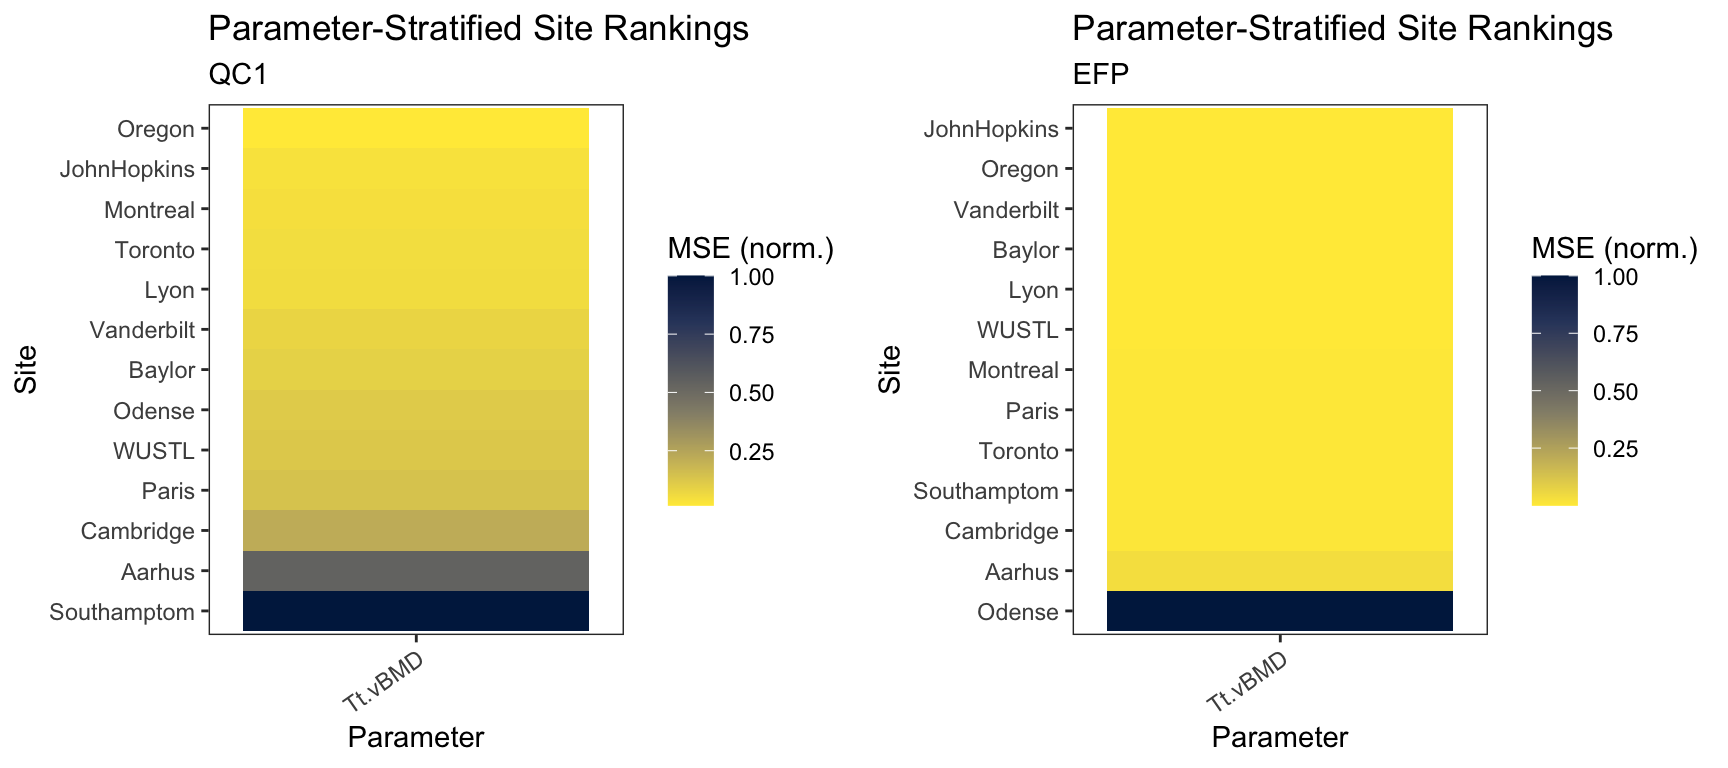 Parameter-Stratified Site Rankings
QC1
Site
Oregon
JohnHopkins
Montreal
Toronto
Lyon
Vanderbilt
Baylor
Odense
WUSTL
Paris
Cambridge
Aarhus
Southamptom
Tt.vBMD
Parameter
MSE (norm.)
1.00
0.75
0.50
0.25
Parameter-Stratified Site Rankings
EFP
Site
JohnHopkins
Oregon
Vanderbilt
Baylor
Lyon
WUSTL
Montreal
Paris
Toronto
Southamptom
Cambridge
Aarhus
Odense
Tt.vBMD
Parameter
MSE (norm.)
1.00
0.75
0.50
0.25